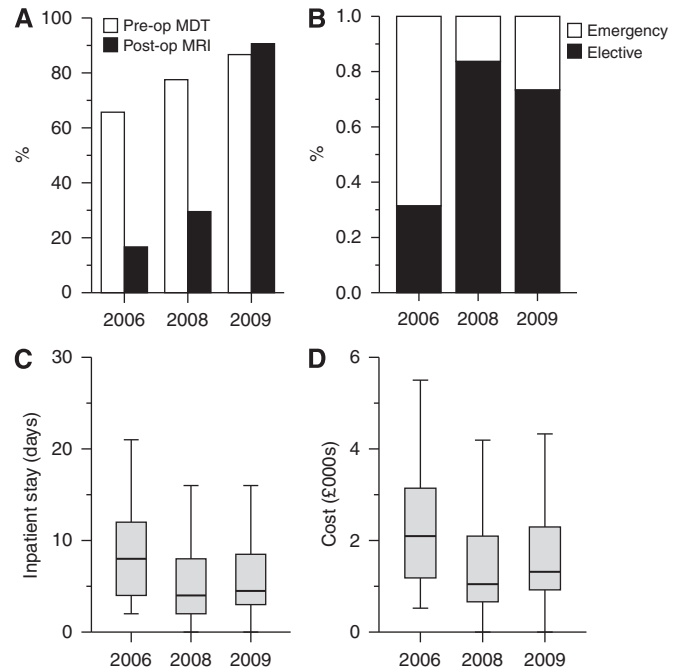 A
Pre-op MDT
Post-op MRI
%
100
80
60
40
20
0
2006 2008 2009
B
Emergency
Elective
%
1.0
0.8
0.6
0.4
0.2
0.0
2006 2008 2009
C
Inpatient stay (days)
30
20
10
0
2006 2008 2009
D
Cost (£000s)
6
4
2
0
2006 2008 2009